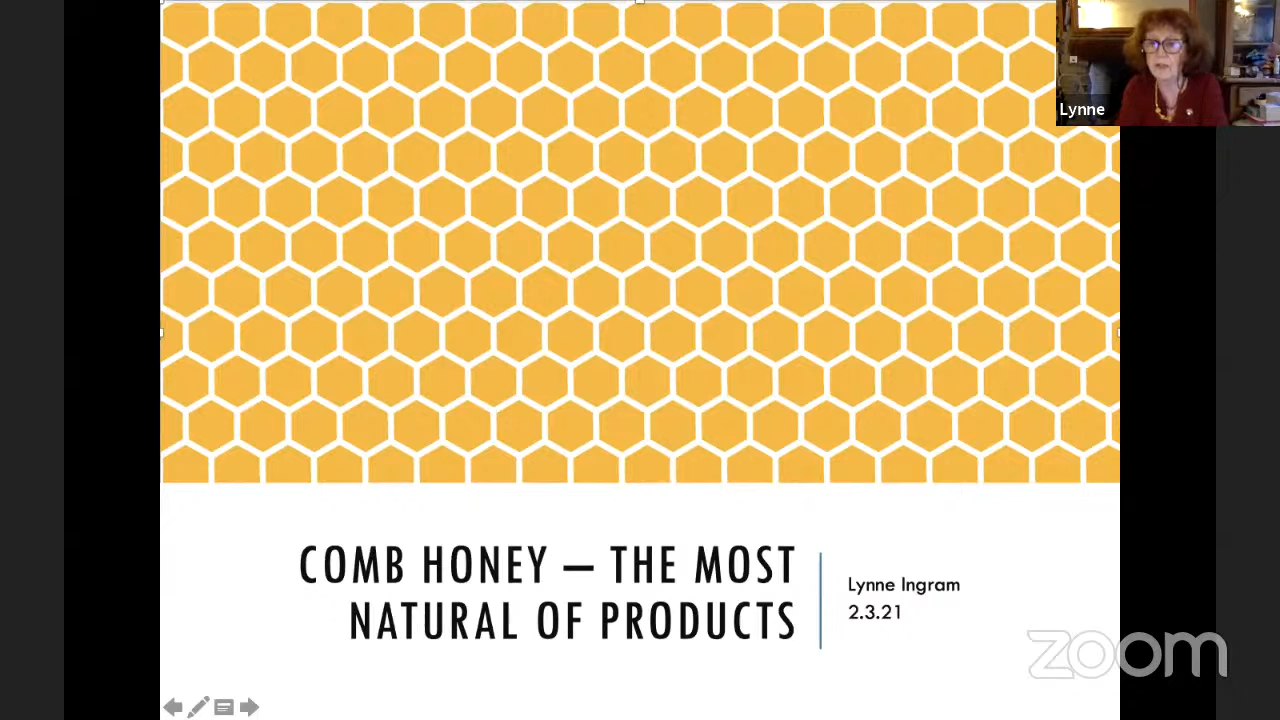 Lynne
COMB HONEY – THE MOST
NATURAL OF PRODUCTS
Lynne Ingram
2.3.21
zoom